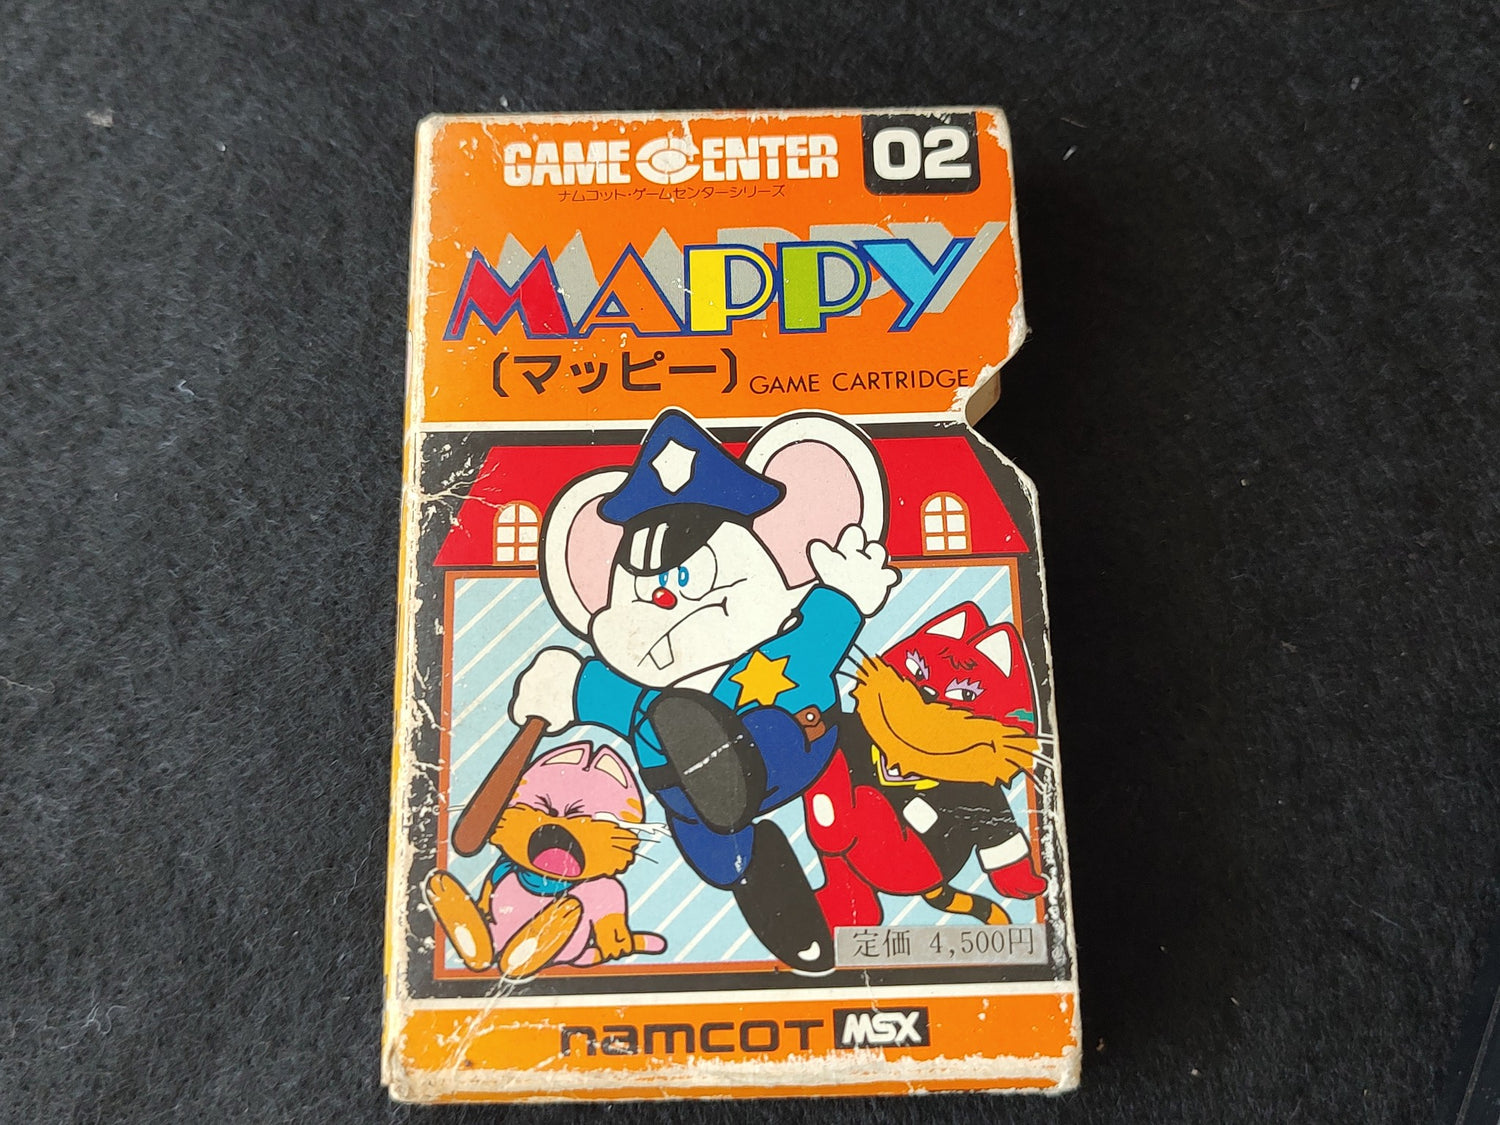 GAME CENTER
02
ナムコット・ゲームセンターシリーズ
MAPPY
〔マッピー〕
GAME CARTRIDGE
定価 4,500円
namcot MSX